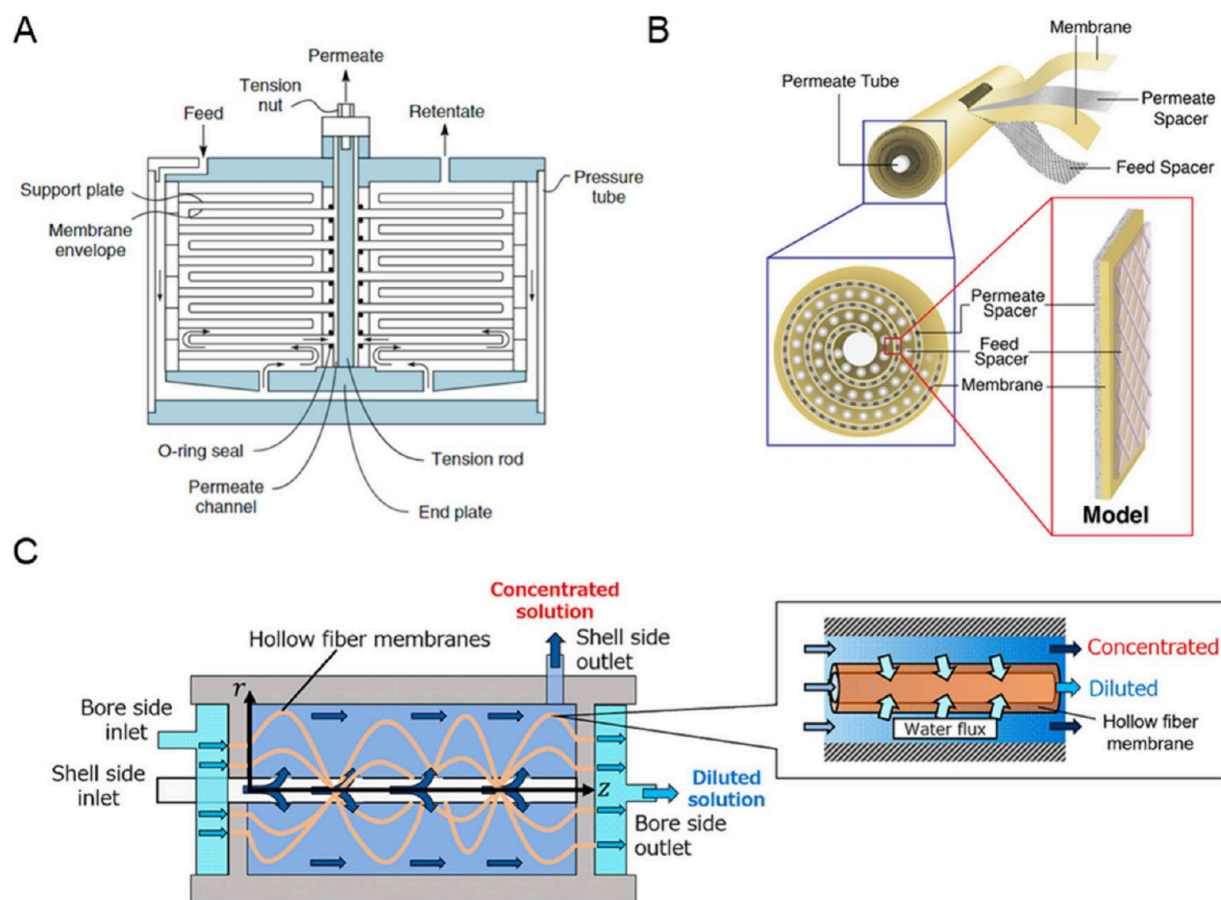 A
Permeate
Tension
nut
Feed
Retentate
Support plate
Membrane
envelope
Pressure
tube
O-ring seal
Permeate
channel
End plate
Tension rod
B
Membrane
Permeate Tube
Permeate
Spacer
Feed Spacer
Permeate
Spacer
Feed
Spacer
Membrane
Model
C
Concentrated
solution
Hollow fiber membranes
Shell side
outlet
r
Bore side
inlet
Shell side
inlet
z
Diluted
solution
Bore side
outlet
Concentrated
Diluted
Water flux
Hollow fiber
membrane